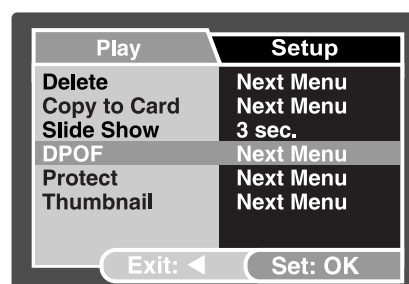 Play Setup
Delete Next Menu
Copy to Card Next Menu
Slide Show 3 sec.
DPOF Next Menu
Protect Next Menu
Thumbnail Next Menu
Exit: ◀ Set: OK